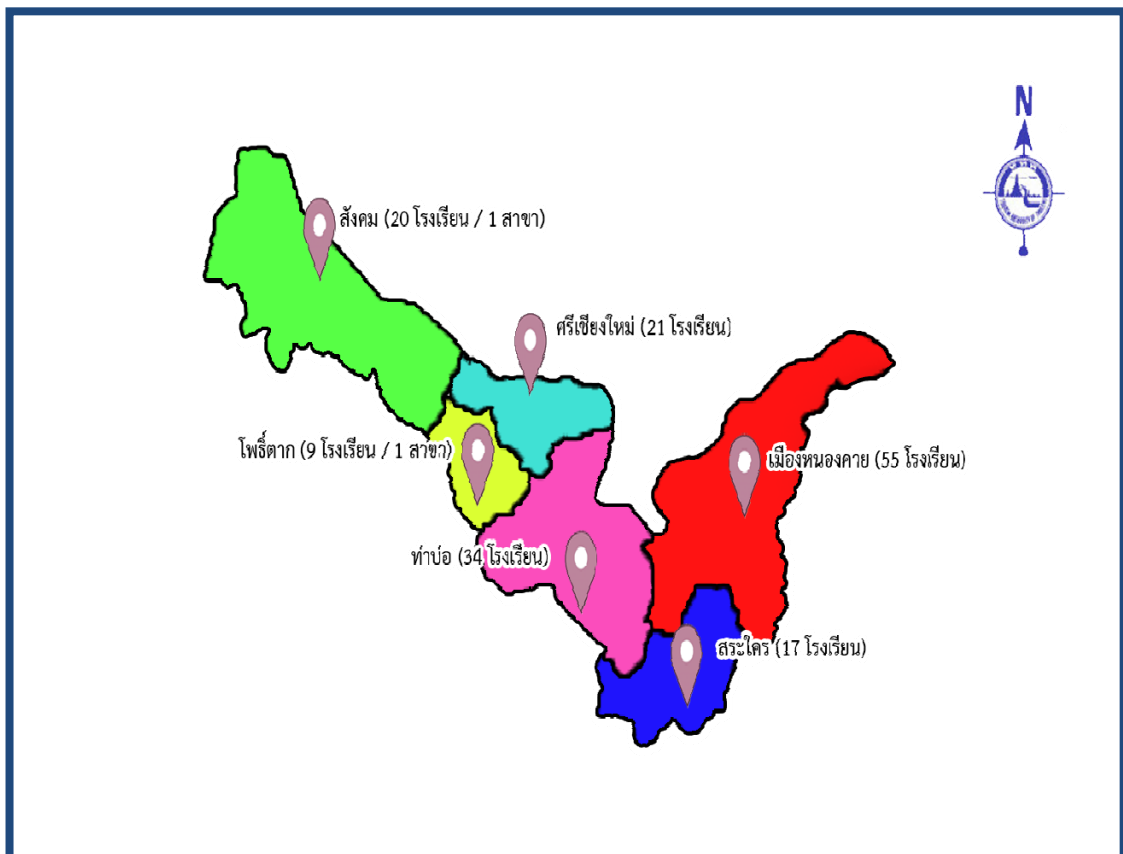 N
สังคม (20 โรงเรียน / 1 สาขา)
ศรีเชียงใหม่ (21 โรงเรียน)
โพธิ์ตาก (9 โรงเรียน / 1 สาขา)
เมืองหนองคาย (55 โรงเรียน)
ท่าบ่อ (34 โรงเรียน)
สระใคร (17 โรงเรียน)